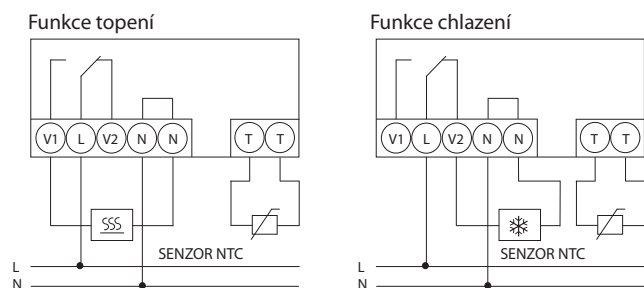 Funkce topení
V1 L V2 N N T T
SENZOR NTC
L
N
Funkce chlazení
V1 L V2 N N T T
SENZOR NTC
L
N